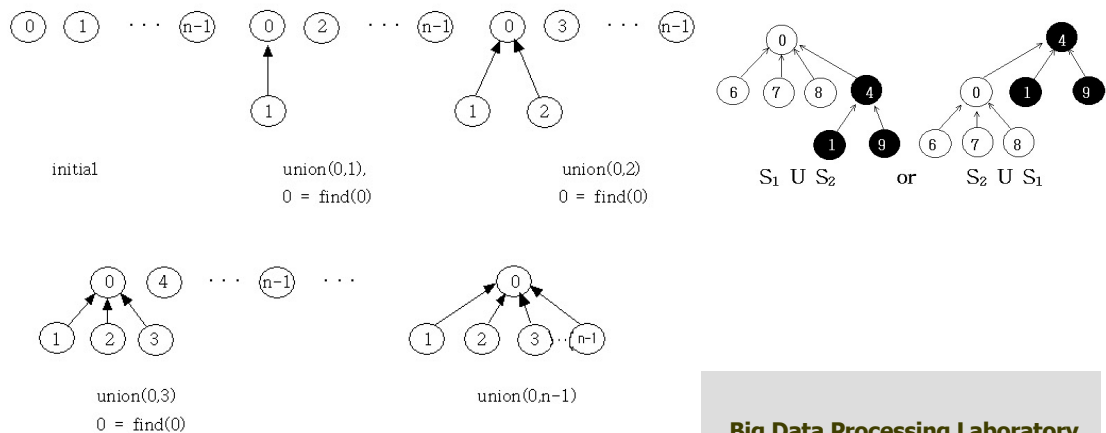 0 1 ··· n-1 0 2 ··· n-1 0 3 ··· n-1
1
1 2
initial
union(0,1),
0 = find(0)
union(0,2)
0 = find(0)
0
6 7 8 4
1 9
S₁ U S₂
or
4
0 1 9
6 7 8
S₂ U S₁
0 4 ··· n-1 ···
1 2 3
union(0,3)
0 = find(0)
0
1 2 3 ··· n-1
union(0,n-1)
Big Data Processing Laboratory